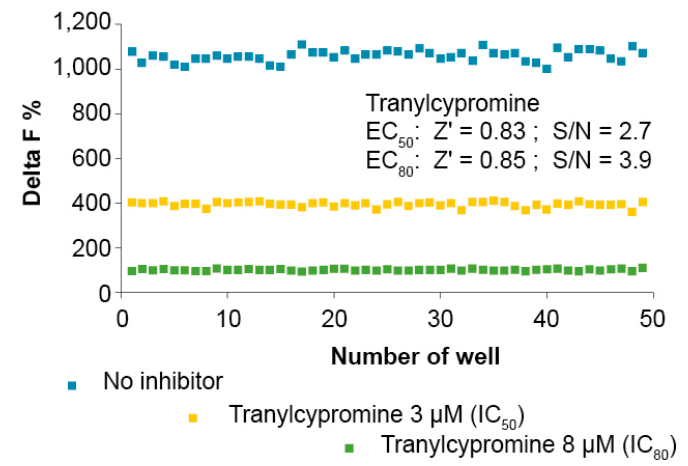 1,200
1,000
800
600
400
200
0
Delta F %
Tranylcypromine
EC50: Z' = 0.83 ; S/N = 2.7
EC80: Z' = 0.85 ; S/N = 3.9
0 10 20 30 40 50
Number of well
No inhibitor
Tranylcypromine 3 µM (IC50)
Tranylcypromine 8 µM (IC80)